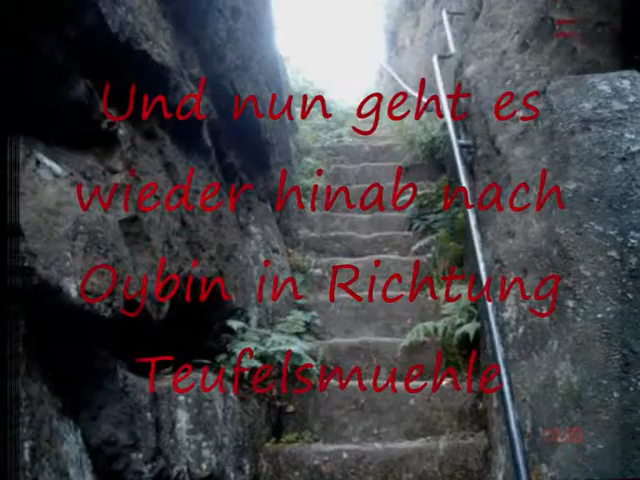 Und nun geht es
wieder hinab nach
Oybin in Richtung
Teufelsmuehle